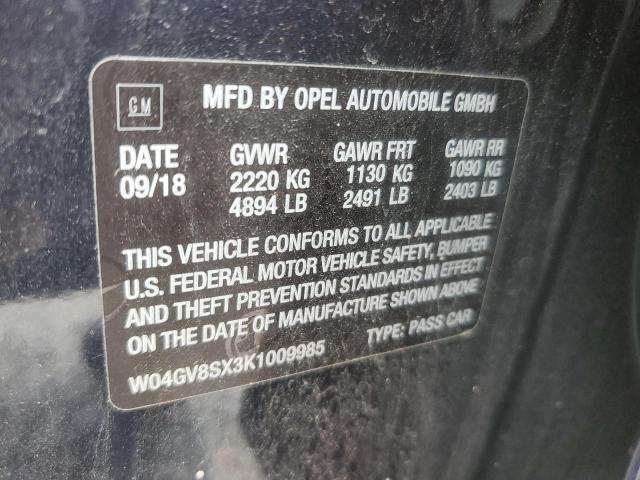 GM
MFD BY OPEL AUTOMOBILE GMBH
DATE GVWR GAWR FRT GAWR RR
09/18 2220 KG 1130 KG 1090 KG
4894 LB 2491 LB 2403 LB
THIS VEHICLE CONFORMS TO ALL APPLICABLE
U.S. FEDERAL MOTOR VEHICLE SAFETY, BUMPER
AND THEFT PREVENTION STANDARDS IN EFFECT
ON THE DATE OF MANUFACTURE SHOWN ABOVE
W04GV8SX3K1009985 TYPE: PASS CAR